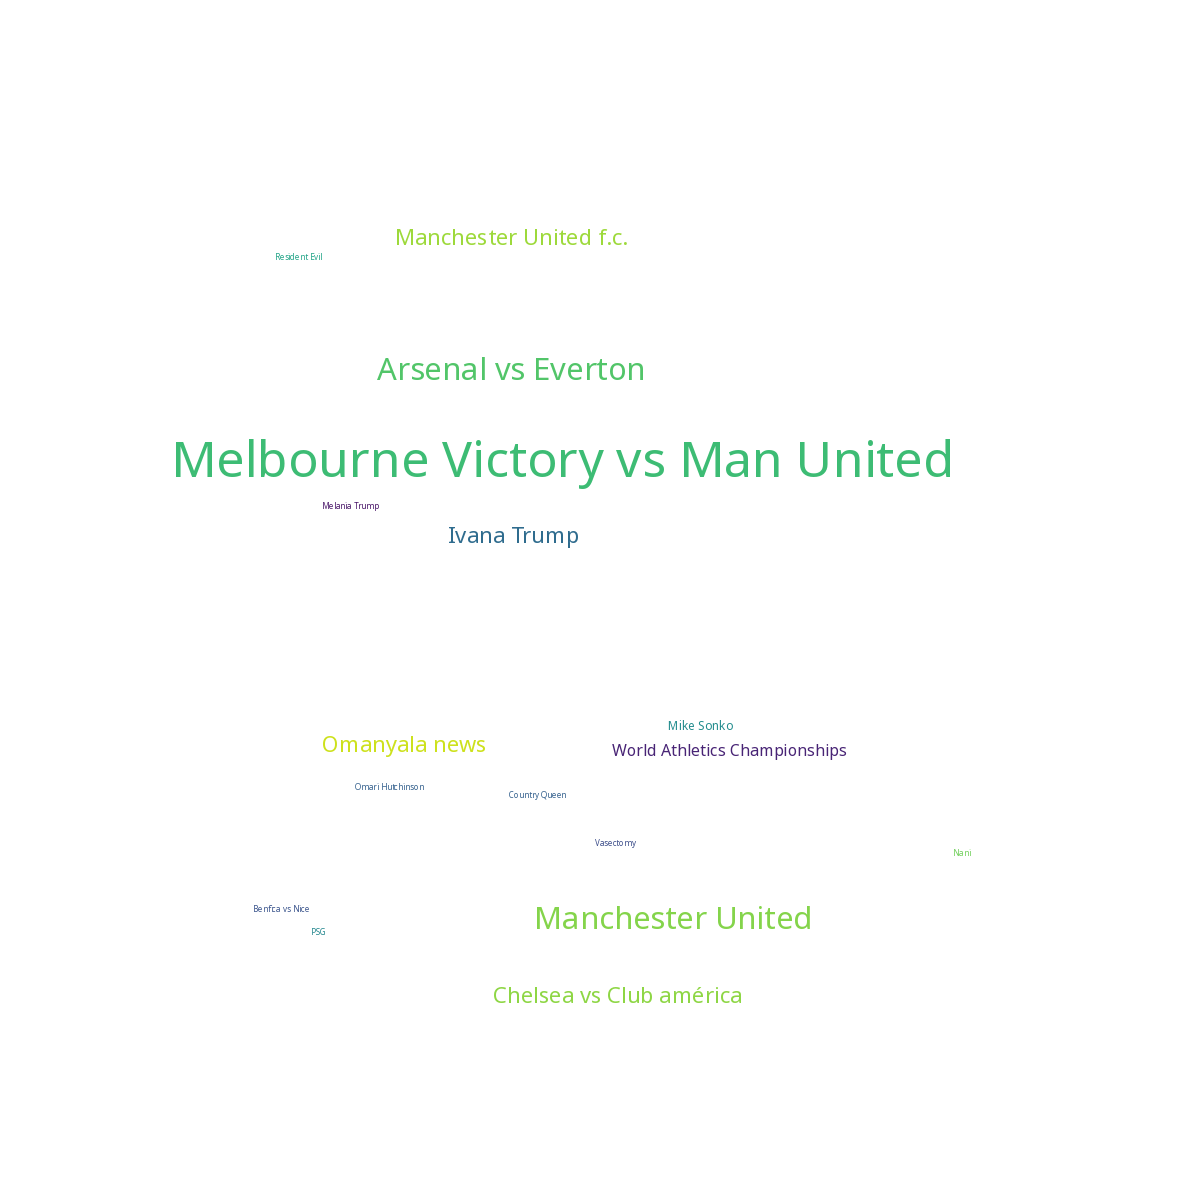 Manchester United f.c.
Resident Evil
Arsenal vs Everton
Melbourne Victory vs Man United
Melania Trump
Ivana Trump
Mike Sonko
Omanyala news
World Athletics Championships
Omari Hutchinson
Country Queen
Vasectomy
Nani
Benfica vs Nice
Manchester United
PSG
Chelsea vs Club américa